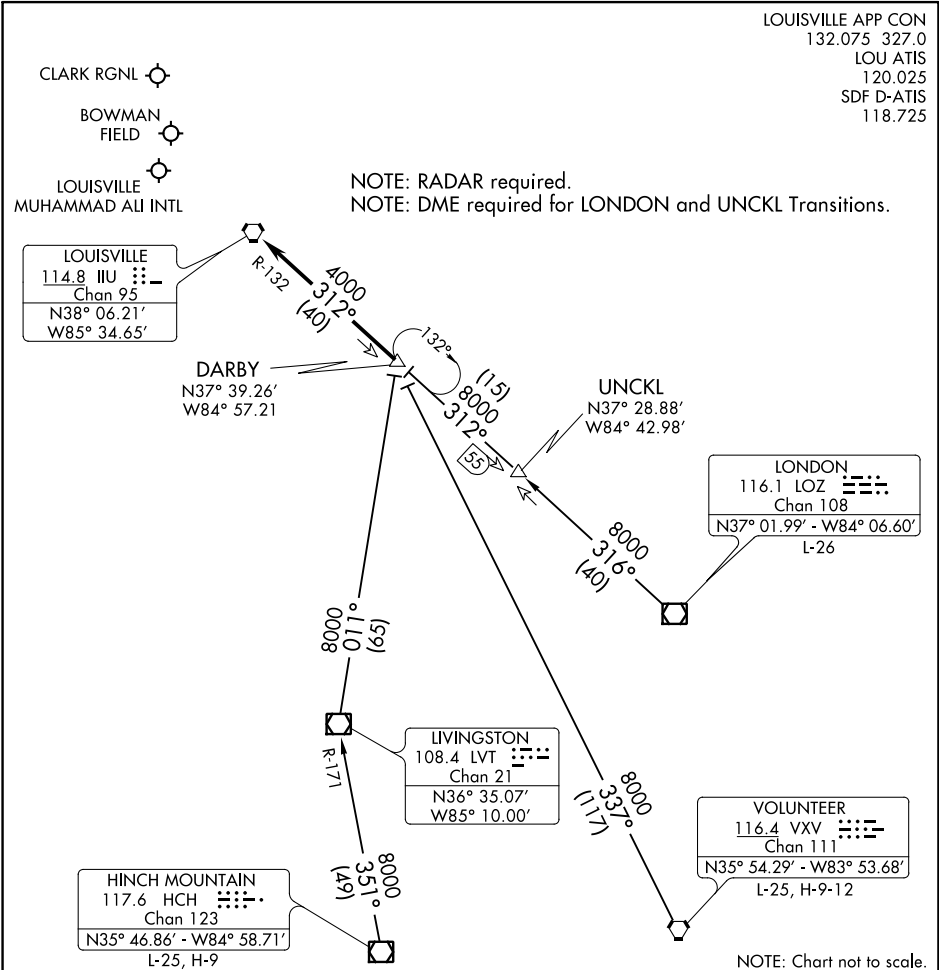 LOUISVILLE APP CON
132.075 327.0
LOU ATIS
120.025
SDF D-ATIS
118.725
CLARK RGNL
BOWMAN
FIELD
LOUISVILLE
MUHAMMAD ALI INTL
NOTE: RADAR required.
NOTE: DME required for LONDON and UNCKL Transitions.
LOUISVILLE
114.8 IIU
Chan 95
N38° 06.21′
W85° 34.65′
R-132
4000
312°
(40)
DARBY
N37° 39.26′
W84° 57.21
132°
(15)
8000
312°
55
UNCKL
N37° 28.88′
W84° 42.98′
LONDON
116.1 LOZ
Chan 108
N37° 01.99′ - W84° 06.60′
L-26
8000
316°
(40)
8000
011°
(65)
LIVINGSTON
108.4 LVT
Chan 21
N36° 35.07′
W85° 10.00′
R-171
8000
337°
(117)
VOLUNTEER
116.4 VXV
Chan 111
N35° 54.29′ - W83° 53.68′
L-25, H-9-12
8000
351°
(49)
HINCH MOUNTAIN
117.6 HCH
Chan 123
N35° 46.86′ - W84° 58.71′
L-25, H-9
NOTE: Chart not to scale.